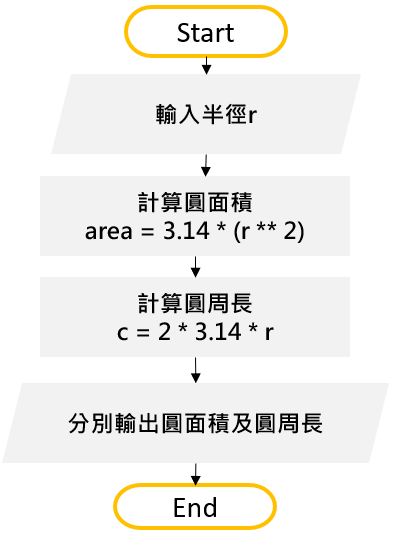 Start
輸入半徑r
計算圓面積
area = 3.14 * (r ** 2)
計算圓周長
c = 2 * 3.14 * r
分別輸出圓面積及圓周長
End